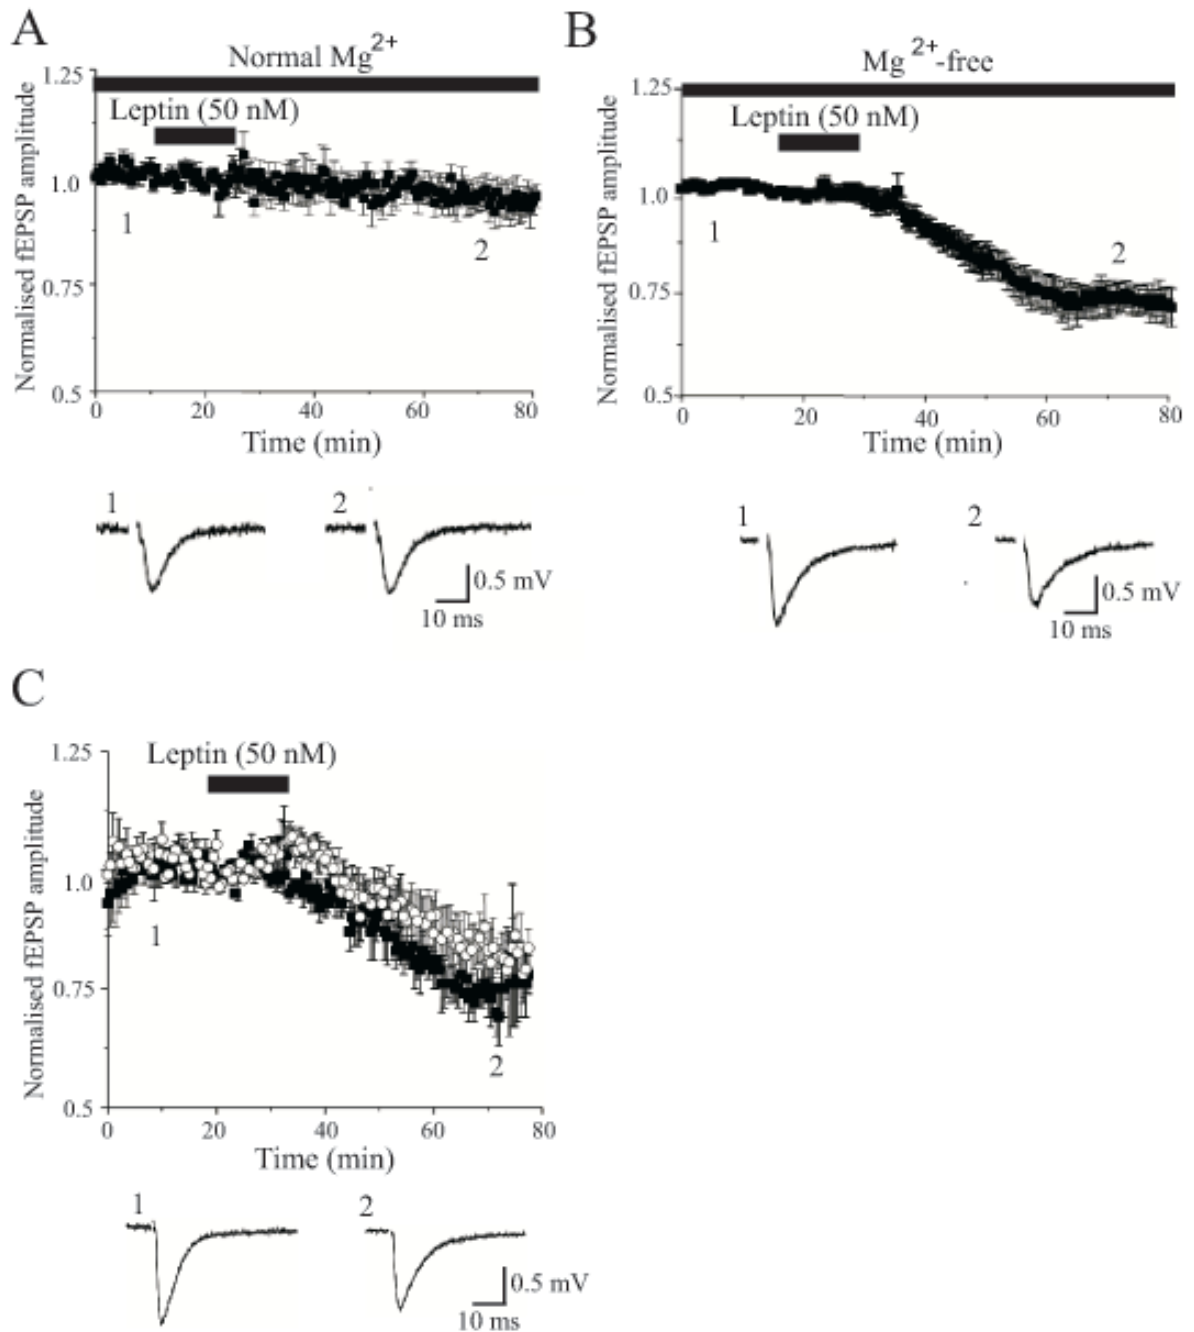 A
Normal Mg2+
1.25
Leptin (50 nM)
1.0
1
2
0.75
0.5
Normalised fEPSP amplitude
0 20 40 60 80
Time (min)
1 2
0.5 mV
10 ms
B
Mg 2+-free
1.25
Leptin (50 nM)
1.0
1
2
0.75
0.5
Normalised fEPSP amplitude
0 20 40 60 80
Time (min)
1 2
0.5 mV
10 ms
C
1.25
Leptin (50 nM)
1.0
1
0.75
2
0.5
Normalised fEPSP amplitude
0 20 40 60 80
Time (min)
1 2
0.5 mV
10 ms